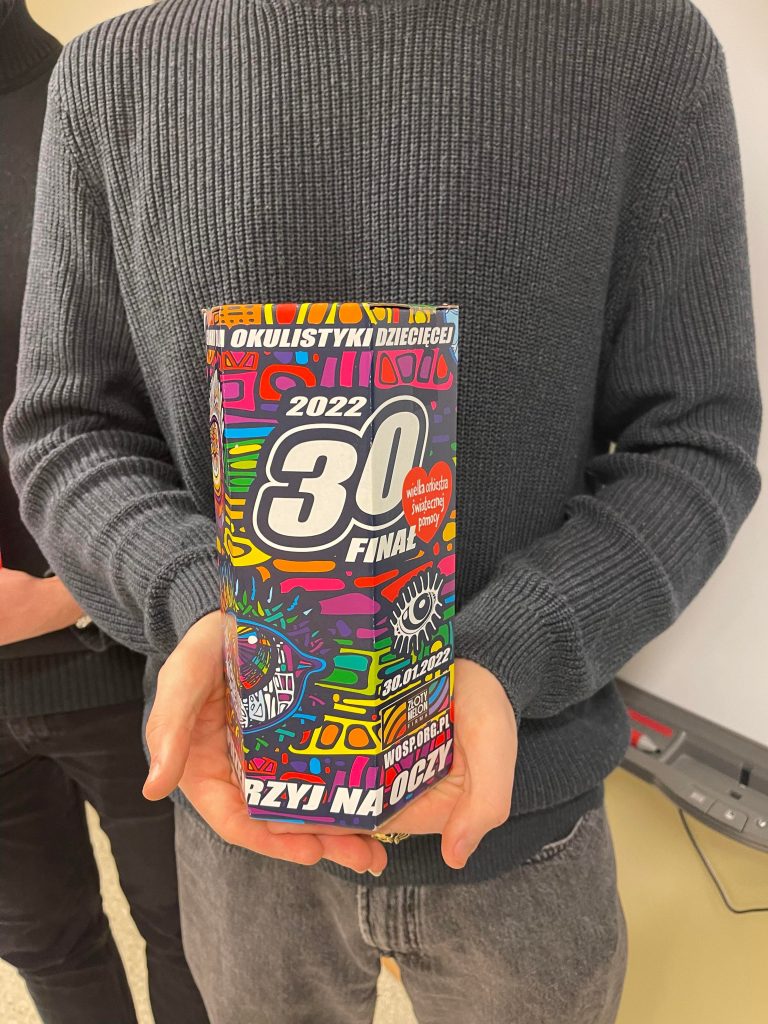 OKULISTYKI DZIECIĘCEJ
2022
30
FINAŁ
wielka orkiestra
świątecznej
pomocy
30.01.2022
ZŁOTY
MELON
FIRMA
WOSP.ORG.PL
RZYJ NA OCZY